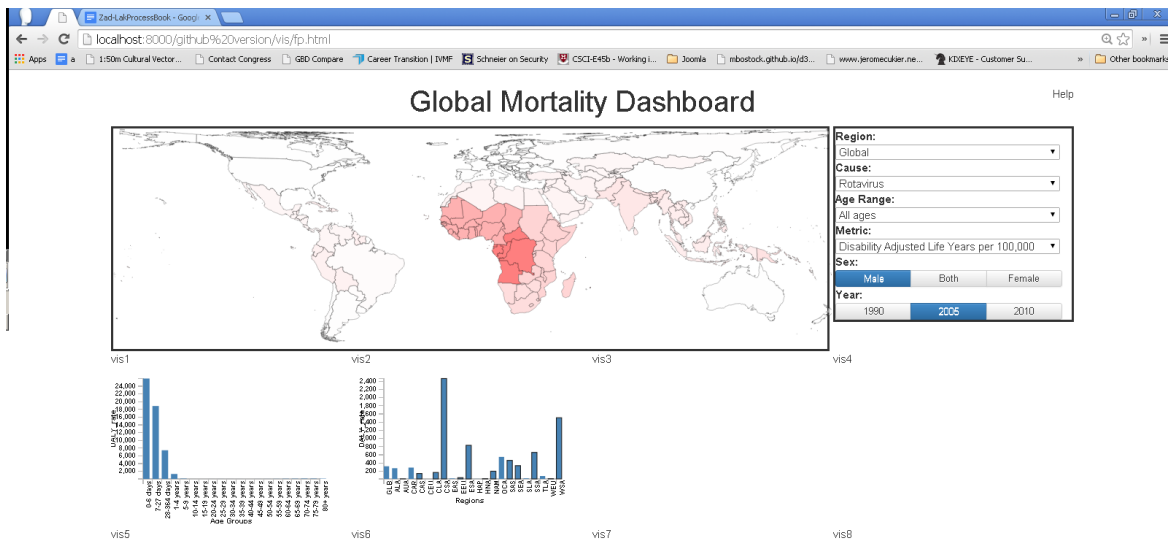 Zad-LakProcessBook - Googl
localhost:8000/github%20version/vis/fp.html
Apps a 1:50m Cultural Vector... Contact Congress GBD Compare Career Transition | IVMF Schneier on Security CSCI-E45b - Working i... Joomla mbostock.github.io/d3... www.jeromecukier.ne... KIXEYE - Customer Su... » Other bookmarks
Global Mortality Dashboard
Help
Region:
Global
Cause:
Rotavirus
Age Range:
All ages
Metric:
Disability Adjusted Life Years per 100,000
Sex:
Male Both Female
Year:
1990 2005 2010
vis1 vis2 vis3 vis4
24,000
22,000
20,000
18,000
16,000
14,000
12,000
10,000
8,000
6,000
4,000
2,000
DALY rate
0-6 days
7-27 days
28-364 days
1-4 years
5-9 years
10-14 years
15-19 years
20-24 years
25-29 years
30-34 years
35-39 years
40-44 years
45-49 years
50-54 years
55-59 years
60-64 years
65-69 years
70-74 years
75-79 years
80+ years
Age Groups
2,400
2,200
2,000
1,800
1,600
1,400
1,200
1,000
800
600
400
200
DALY rate
GLB
ALA
AUA
CAR
CAS
CEU
CLA
CSA
EAS
EEU
ESA
HAP
HNA
NAM
OCA
SAS
SEA
SLA
SSA
TLA
WEU
WSA
Regions
vis5 vis6 vis7 vis8